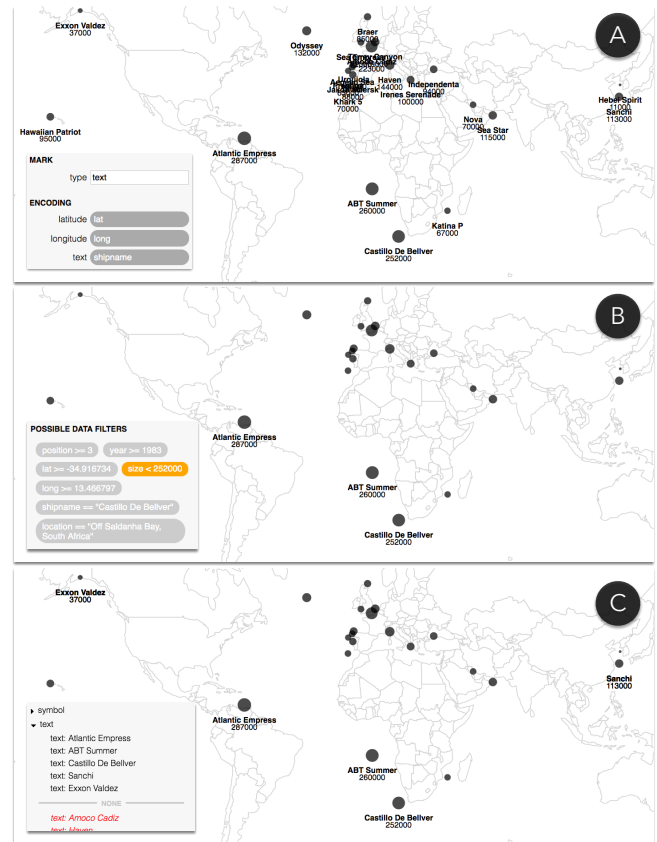 A
Exxon Valdez
37000
Odyssey
132000
Braer
85000
223000
Haven
144000
Independenta
Irenes Serenade
100000
Khark 5
70000
Nova
70000
Sea Star
115000
Hebei Spirit
11000
Sanchi
113000
Hawaiian Patriot
95000
Atlantic Empress
287000
ABT Summer
260000
Katina P
67000
Castillo De Bellver
252000
MARK
type text
ENCODING
latitude lat
longitude long
text shipname
B
Atlantic Empress
287000
ABT Summer
260000
Castillo De Bellver
252000
POSSIBLE DATA FILTERS
position >= 3 year >= 1983
lat >= -34.916734 size < 252000
long >= 13.466797
shipname == "Castillo De Bellver"
location == "Off Saldanha Bay,
South Africa"
C
Exxon Valdez
37000
Sanchi
113000
Atlantic Empress
287000
ABT Summer
260000
Castillo De Bellver
252000
symbol
text
text: Atlantic Empress
text: ABT Summer
text: Castillo De Bellver
text: Sanchi
text: Exxon Valdez
NONE
text: Amoco Cadiz
text: Haven